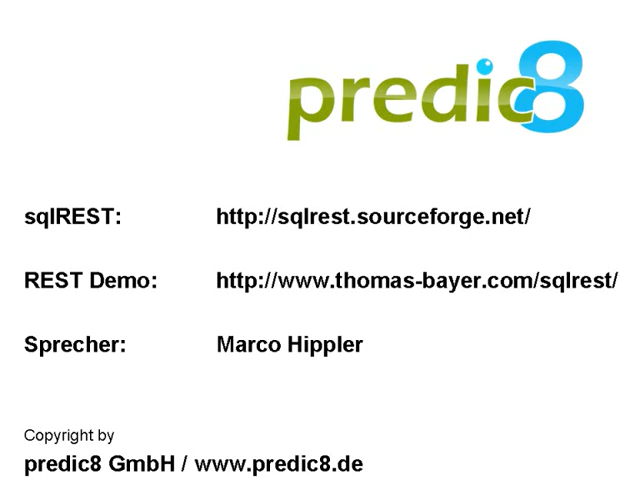 predic8
sqlREST: http://sqlrest.sourceforge.net/
REST Demo: http://www.thomas-bayer.com/sqlrest/
Sprecher: Marco Hippler
Copyright by
predic8 GmbH / www.predic8.de